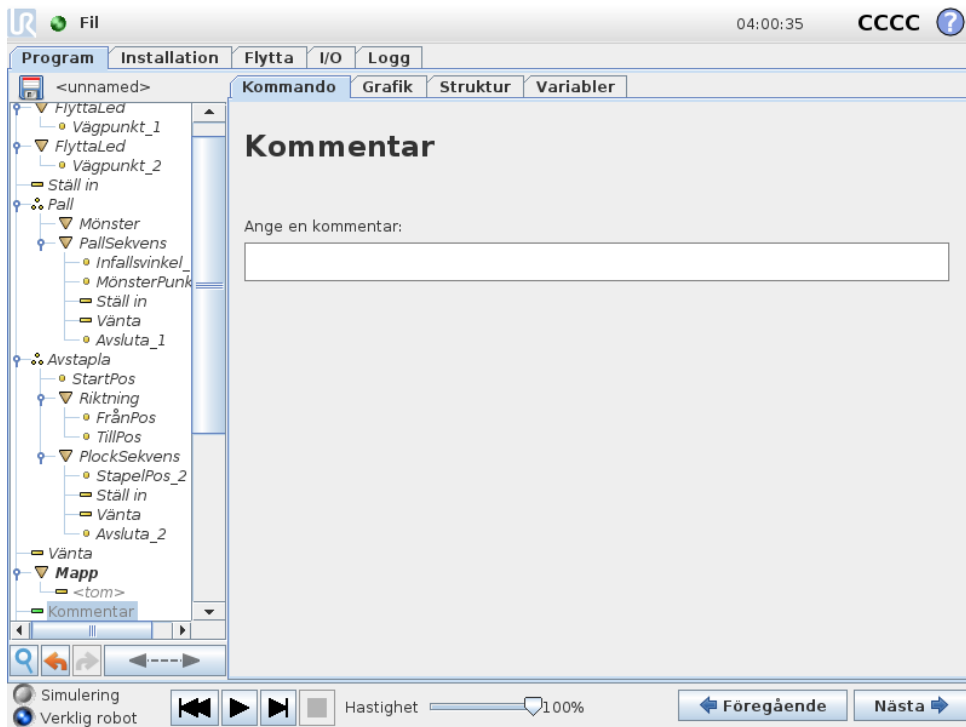 UR Fil 04:00:35 CCCC ?
Program Installation Flytta I/O Logg
<unnamed>
Kommando Grafik Struktur Variabler
FlyttaLed
Vägpunkt_1
FlyttaLed
Vägpunkt_2
Ställ in
Pall
Mönster
PallSekvens
Infallsvinkel_
MönsterPunk
Ställ in
Vänta
Avsluta_1
Avstapla
StartPos
Riktning
FrånPos
TillPos
PlockSekvens
StapelPos_2
Ställ in
Vänta
Avsluta_2
Vänta
Mapp
<tom>
Kommentar
Kommentar
Ange en kommentar:
Simulering
Verklig robot
Hastighet 100%
Föregående Nästa